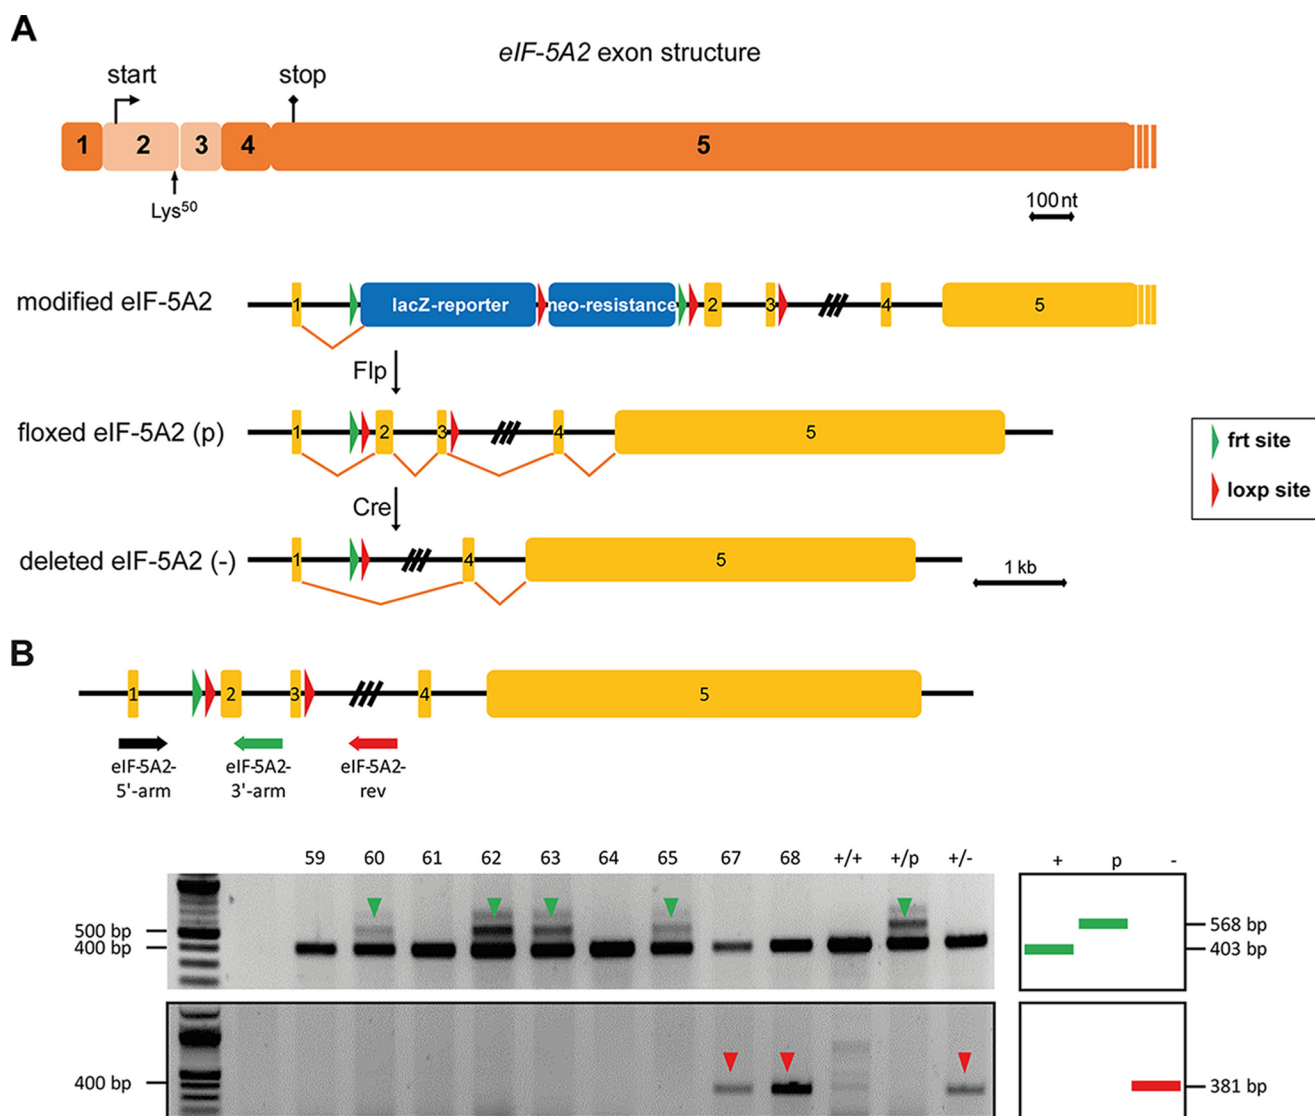 A
eIF-5A2 exon structure
start
stop
1 2 3 4 5
Lys50
100 nt
modified eIF-5A2
1 lacZ-reporter neo-resistance 2 3 4 5
Flp
floxed eIF-5A2 (p)
1 2 3 4 5
frt site
loxp site
Cre
deleted eIF-5A2 (-)
1 4 5
1 kb
B
1 2 3 4 5
eIF-5A2- eIF-5A2- eIF-5A2-
5'-arm 3'-arm rev
59 60 61 62 63 64 65 67 68 +/+ +/p +/-
+ p -
500 bp
400 bp
568 bp
403 bp
400 bp
381 bp